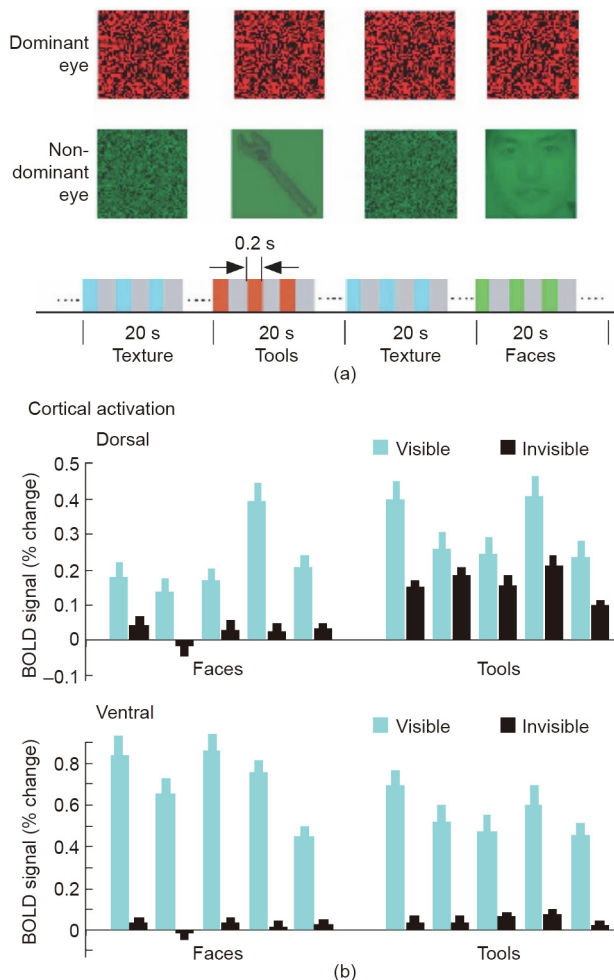 Dominant
eye
Non-
dominant
eye
0.2 s
20 s 20 s 20 s 20 s
Texture Tools Texture Faces
(a)
Cortical activation
Dorsal
Visible Invisible
BOLD signal (% change)
0.5
0.4
0.3
0.2
0.1
0
–0.1
Faces Tools
Ventral
Visible Invisible
BOLD signal (% change)
0.8
0.6
0.4
0.2
0
Faces Tools
(b)